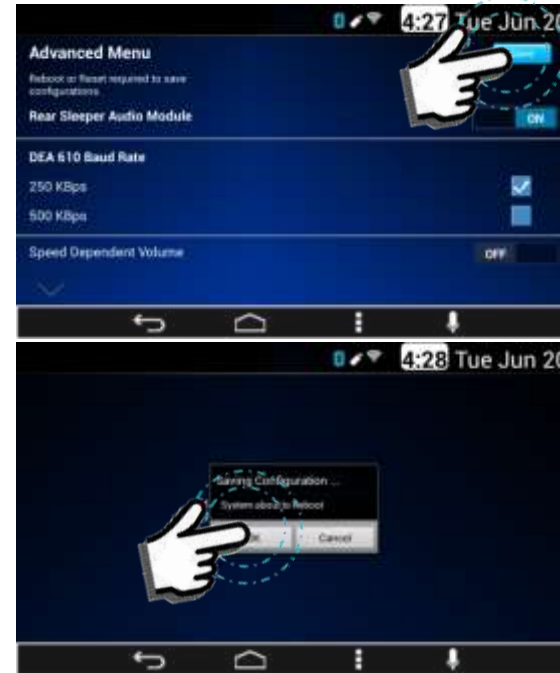 4:27 Tue Jun 20
Advanced Menu
Reboot or Reset required to save
configurations
Rear Sleeper Audio Module
ON
DEA 610 Baud Rate
250 KBps
500 KBps
Speed Dependent Volume
OFF
4:28 Tue Jun 20
Saving Configuration ...
System about to Reboot
Cancel